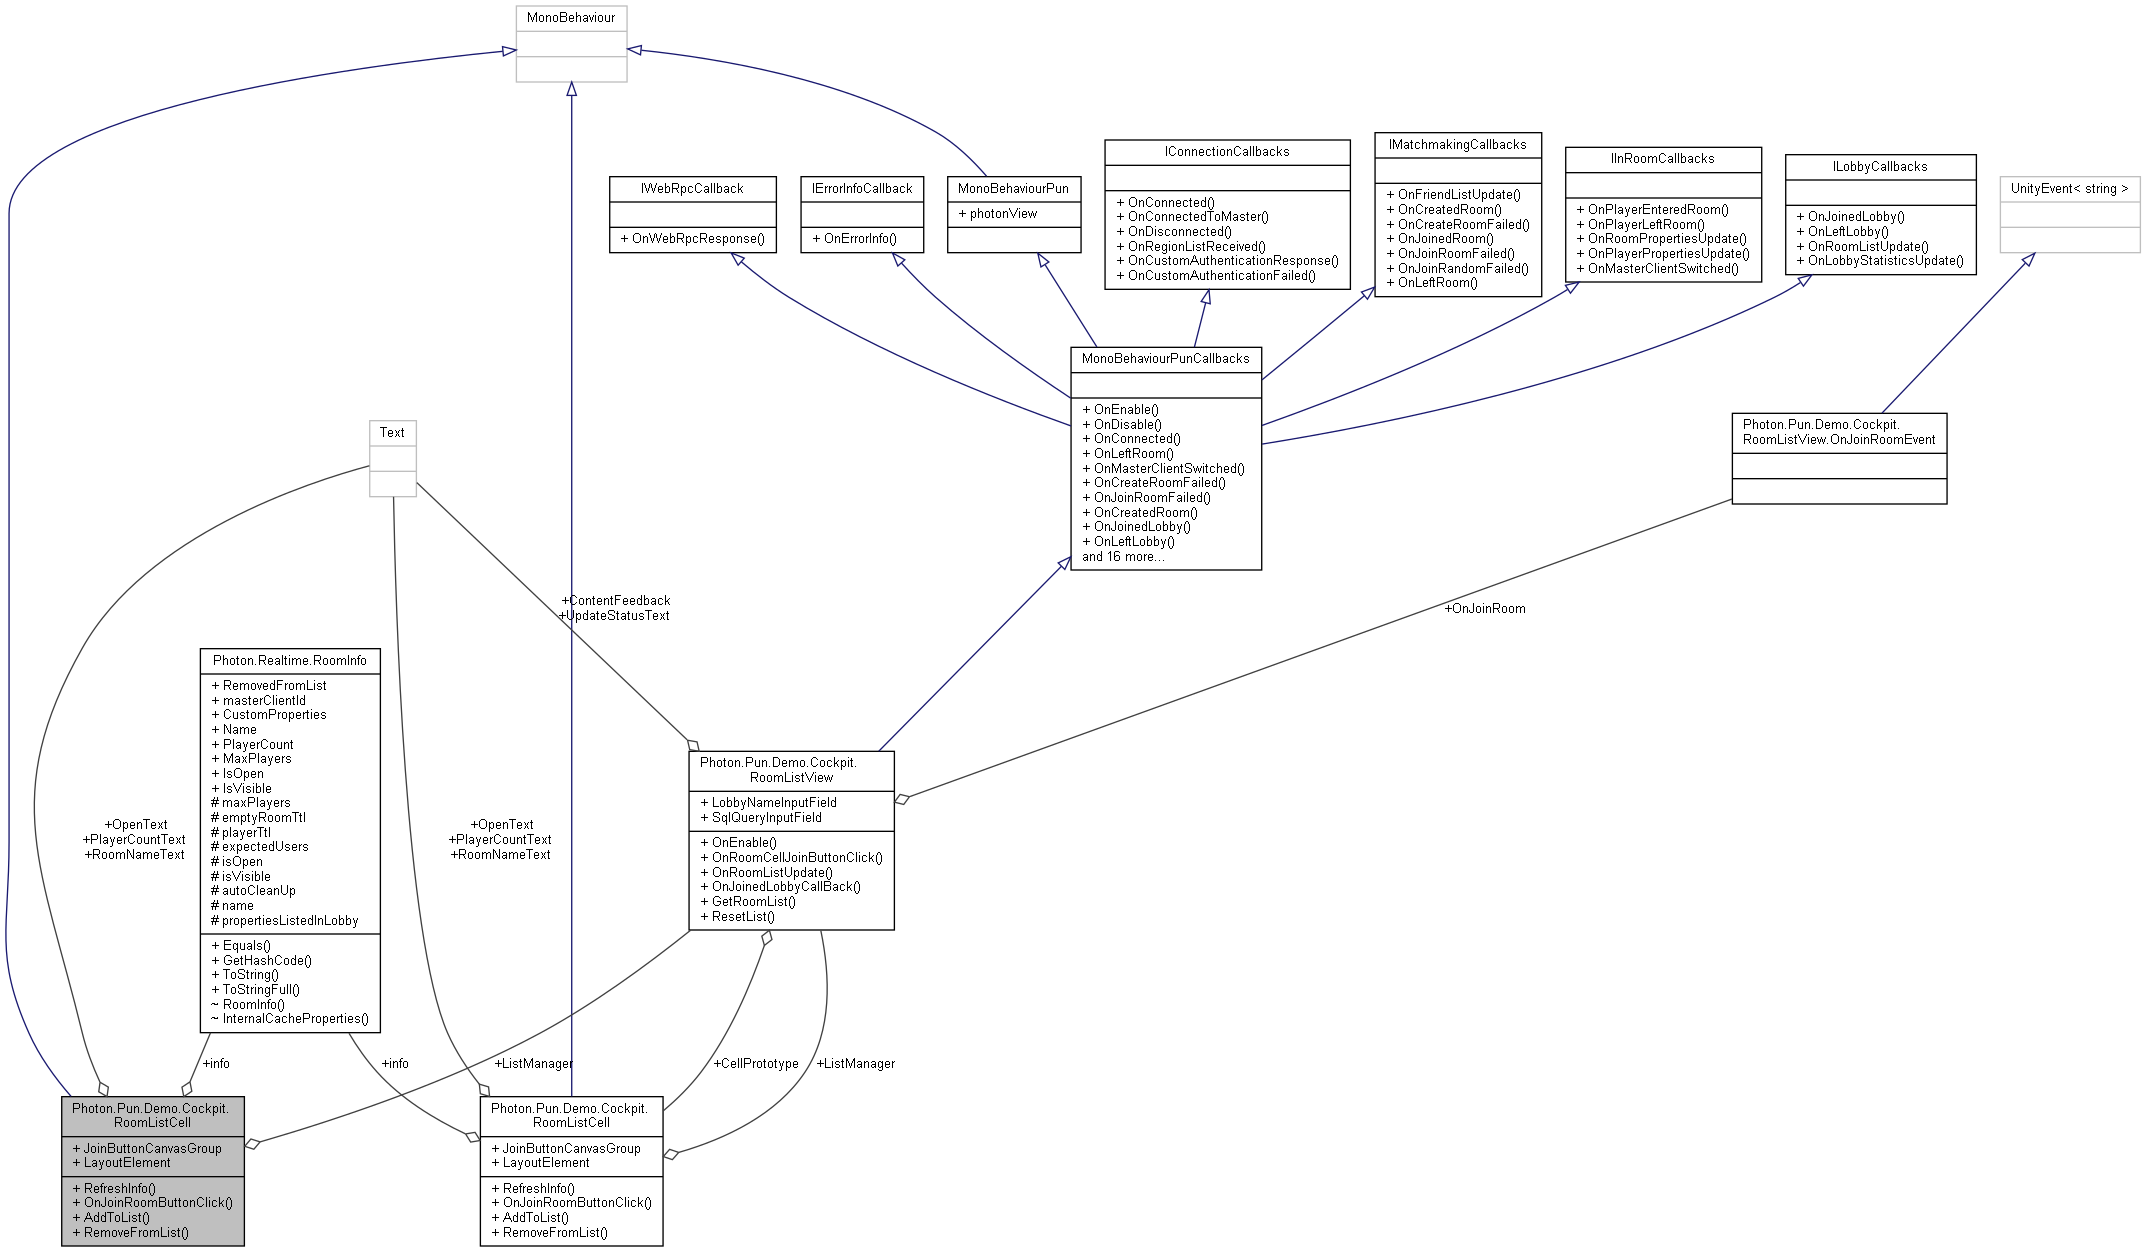 MonoBehaviour
IWebRpcCallback
+ OnWebRpcResponse()
IErrorInfoCallback
+ OnErrorInfo()
MonoBehaviourPun
+ photonView
IConnectionCallbacks
+ OnConnected()
+ OnConnectedToMaster()
+ OnDisconnected()
+ OnRegionListReceived()
+ OnCustomAuthenticationResponse()
+ OnCustomAuthenticationFailed()
IMatchmakingCallbacks
+ OnFriendListUpdate()
+ OnCreatedRoom()
+ OnCreateRoomFailed()
+ OnJoinedRoom()
+ OnJoinRoomFailed()
+ OnJoinRandomFailed()
+ OnLeftRoom()
IInRoomCallbacks
+ OnPlayerEnteredRoom()
+ OnPlayerLeftRoom()
+ OnRoomPropertiesUpdate()
+ OnPlayerPropertiesUpdate()
+ OnMasterClientSwitched()
ILobbyCallbacks
+ OnJoinedLobby()
+ OnLeftLobby()
+ OnRoomListUpdate()
+ OnLobbyStatisticsUpdate()
UnityEvent< string >
MonoBehaviourPunCallbacks
+ OnEnable()
+ OnDisable()
+ OnConnected()
+ OnLeftRoom()
+ OnMasterClientSwitched()
+ OnCreateRoomFailed()
+ OnJoinRoomFailed()
+ OnCreatedRoom()
+ OnJoinedLobby()
+ OnLeftLobby()
and 16 more...
Photon.Pun.Demo.Cockpit.
RoomListView.OnJoinRoomEvent
Text
+ContentFeedback
+UpdateStatusText
+OnJoinRoom
Photon.Realtime.RoomInfo
+ RemovedFromList
+ masterClientId
+ CustomProperties
+ Name
+ PlayerCount
+ MaxPlayers
+ IsOpen
+ IsVisible
# maxPlayers
# emptyRoomTtl
# playerTtl
# expectedUsers
# isOpen
# isVisible
# autoCleanUp
# name
# propertiesListedInLobby
+ Equals()
+ GetHashCode()
+ ToString()
+ ToStringFull()
~ RoomInfo()
~ InternalCacheProperties()
+OpenText
+PlayerCountText
+RoomNameText
+OpenText
+PlayerCountText
+RoomNameText
Photon.Pun.Demo.Cockpit.
RoomListView
+ LobbyNameInputField
+ SqlQueryInputField
+ OnEnable()
+ OnRoomCellJoinButtonClick()
+ OnRoomListUpdate()
+ OnJoinedLobbyCallBack()
+ GetRoomList()
+ ResetList()
+info
+info
+ListManager
+CellPrototype
+ListManager
Photon.Pun.Demo.Cockpit.
RoomListCell
+ JoinButtonCanvasGroup
+ LayoutElement
+ RefreshInfo()
+ OnJoinRoomButtonClick()
+ AddToList()
+ RemoveFromList()
Photon.Pun.Demo.Cockpit.
RoomListCell
+ JoinButtonCanvasGroup
+ LayoutElement
+ RefreshInfo()
+ OnJoinRoomButtonClick()
+ AddToList()
+ RemoveFromList()